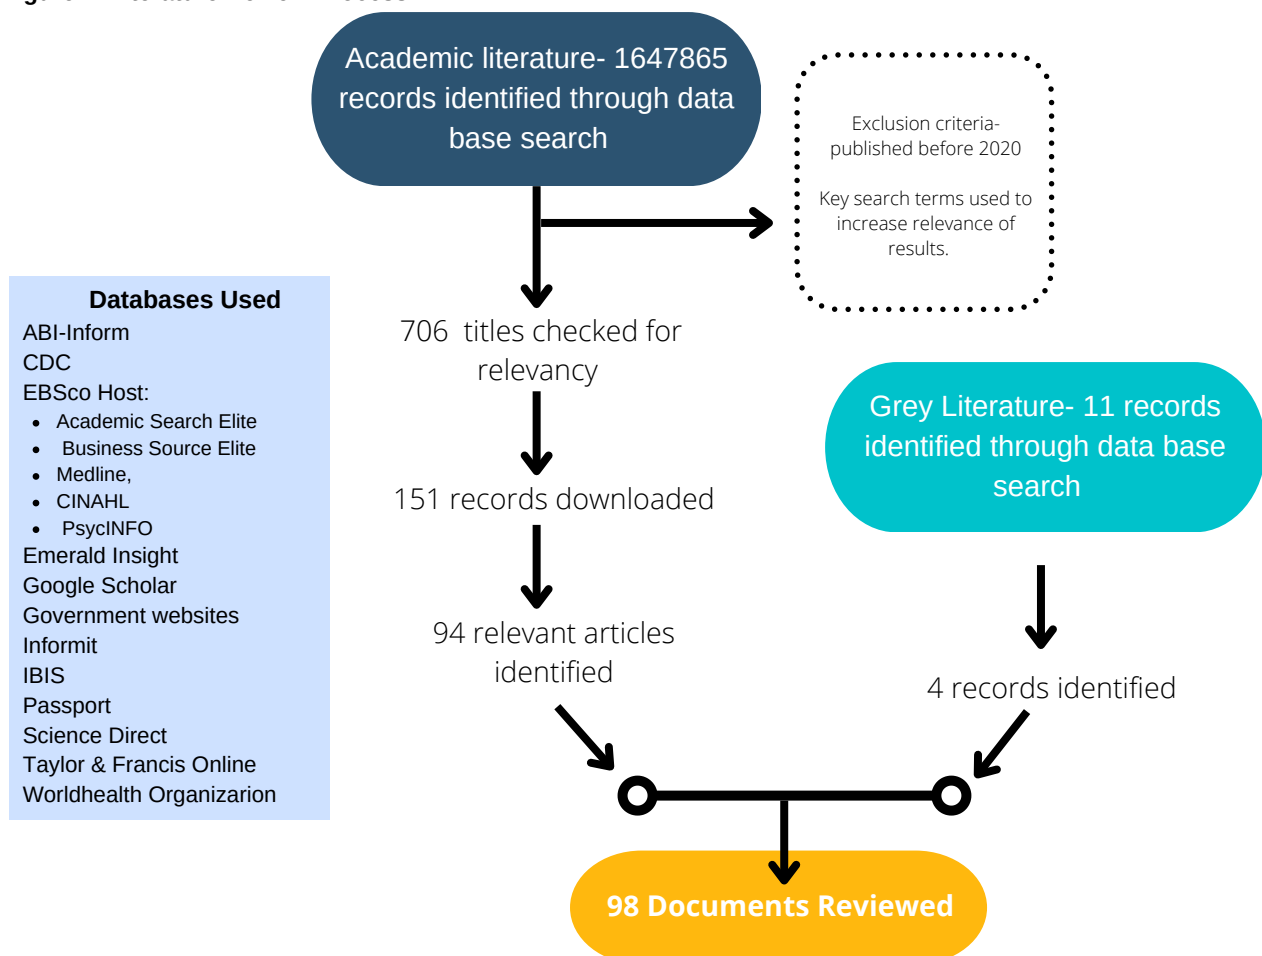 Academic literature- 1647865
records identified through data
base search
Exclusion criteria-
published before 2020
Key search terms used to
increase relevance of
results.
Databases Used
ABI-Inform
CDC
EBSco Host:
• Academic Search Elite
• Business Source Elite
• Medline,
• CINAHL
• PsycINFO
Emerald Insight
Google Scholar
Government websites
Informit
IBIS
Passport
Science Direct
Taylor & Francis Online
Worldhealth Organizarion
706 titles checked for
relevancy
151 records downloaded
94 relevant articles
identified
Grey Literature- 11 records
identified through data base
search
4 records identified
98 Documents Reviewed